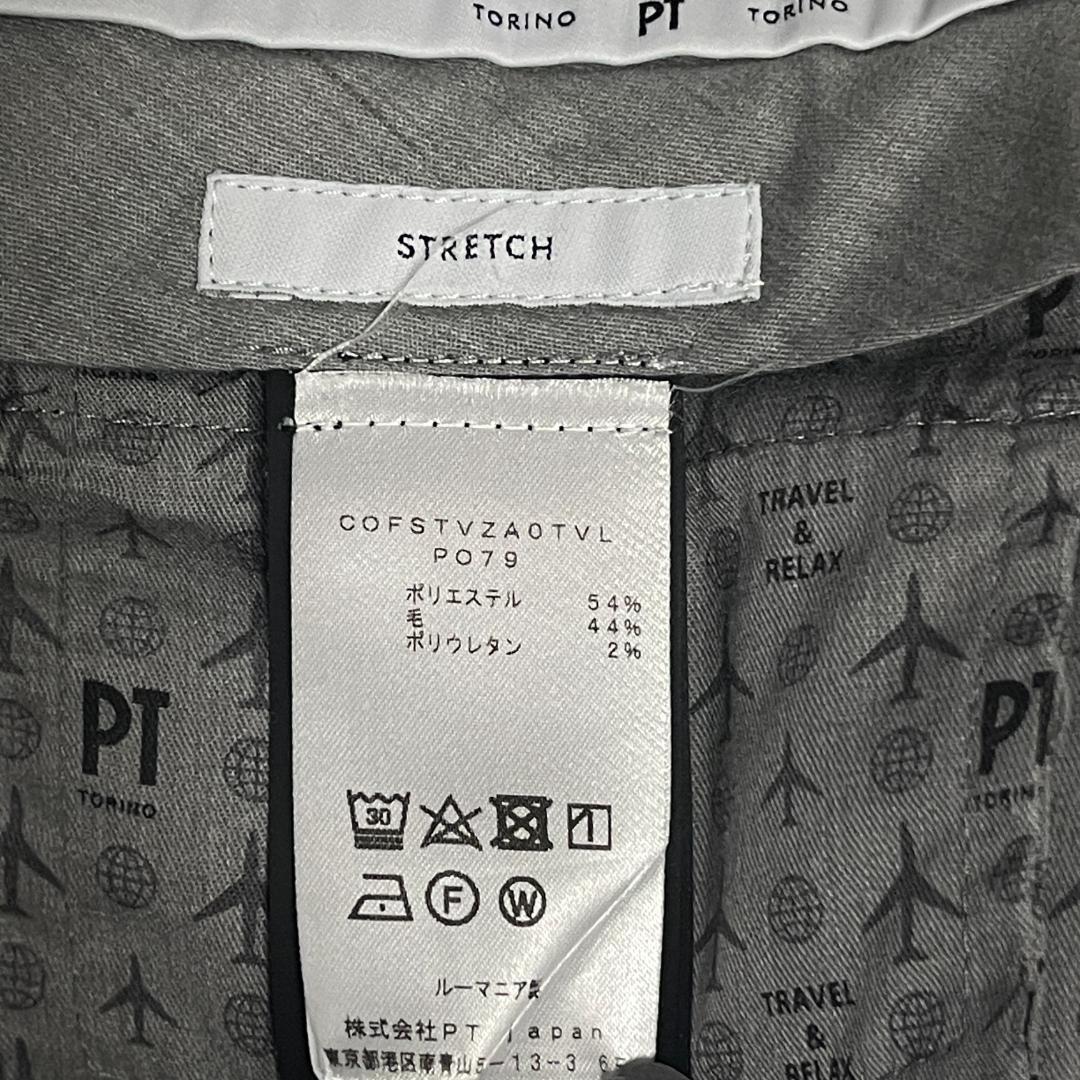 TORINO PT TORINO
STRETCH
TORINO
COFSTVZA0TVL
PO79
ポリエステル 54%
毛 44%
ポリウレタン 2%
30
F W
ルーマニア製
株式会社PT Japan
東京都港区南青山5-13-3
TRAVEL
&
RELAX
PT
TORINO
PT
TORINO
TRAVEL
&
RELAX